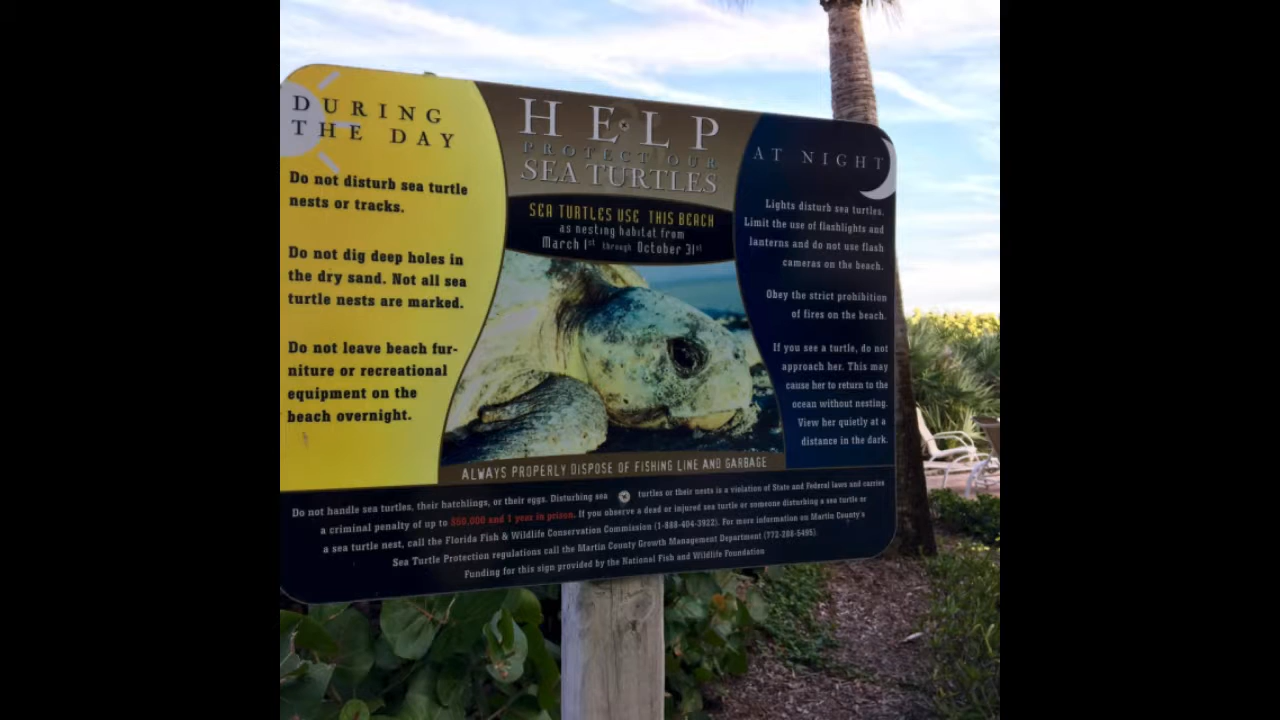 DURING
THE DAY
Do not disturb sea turtle
nests or tracks.
Do not dig deep holes in
the dry sand. Not all sea
turtle nests are marked.
Do not leave beach fur-
niture or recreational
equipment on the
beach overnight.
HELP
PROTECT OUR
SEA TURTLES
SEA TURTLES USE THIS BEACH
as nesting habitat from
March 1st through October 31st
ALWAYS PROPERLY DISPOSE OF FISHING LINE AND GARBAGE
AT NIGHT
Lights disturb sea turtles.
Limit the use of flashlights and
lanterns and do not use flash
cameras on the beach.
Obey the strict prohibition
of fires on the beach.
If you see a turtle, do not
approach her. This may
cause her to return to the
ocean without nesting.
View her quietly at a
distance in the dark.
Do not handle sea turtles, their hatchlings, or their eggs. Disturbing sea turtles or their nests is a violation of State and Federal laws and carries
a criminal penalty of up to $50,000 and 1 year in prison. If you observe a dead or injured sea turtle or someone disturbing a sea turtle or
a sea turtle nest, call the Florida Fish & Wildlife Conservation Commission (1-888-404-3922). For more information on Martin County's
Sea Turtle Protection regulations call the Martin County Growth Management Department (772-288-5495).
Funding for this sign provided by the National Fish and Wildlife Foundation